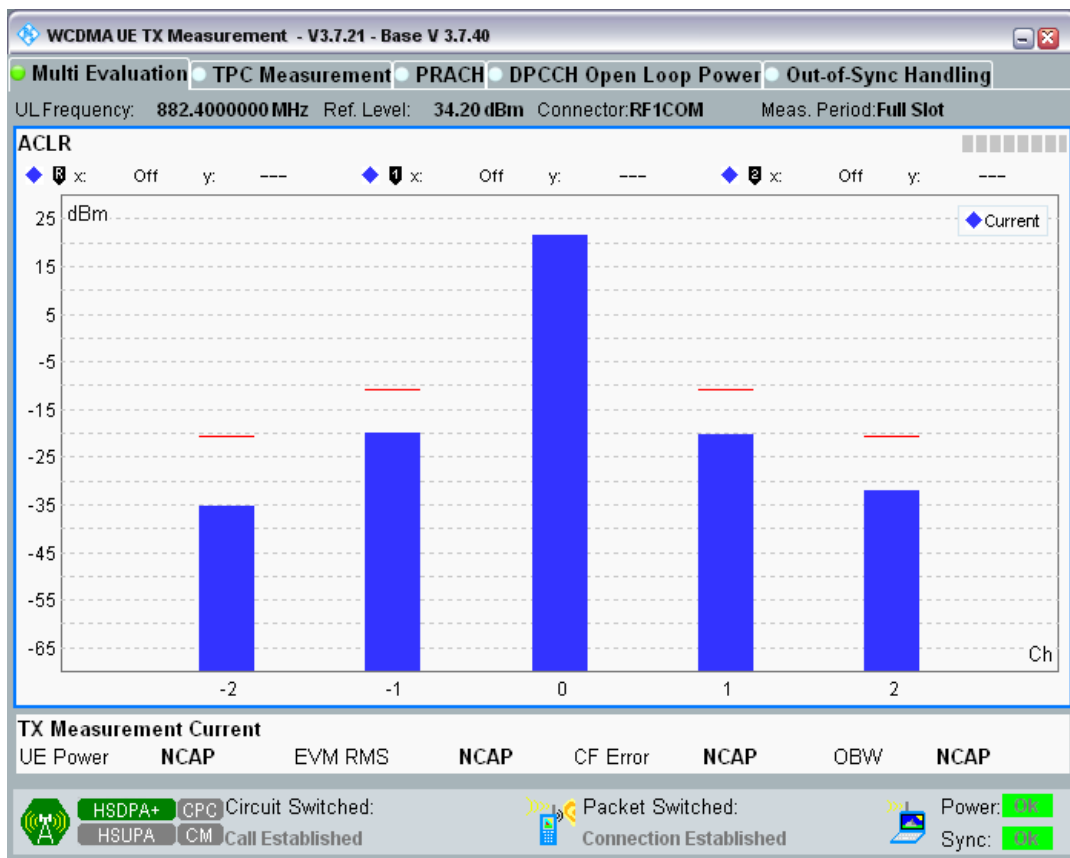 WCDMA UE TX Measurement - V3.7.21 - Base V 3.7.40
Multi Evaluation TPC Measurement PRACH DPCCH Open Loop Power Out-of-Sync Handling
UL Frequency: 882.4000000 MHz Ref. Level: 34.20 dBm Connector:RF1COM Meas. Period:Full Slot
ACLR
R x: Off y: --- 1 x: Off y: --- 2 x: Off y: ---
dBm
Current
25
15
5
-5
-15
-25
-35
-45
-55
-65
Ch
-2 -1 0 1 2
TX Measurement Current
UE Power NCAP EVM RMS NCAP CF Error NCAP OBW NCAP
HSDPA+ CPC Circuit Switched: Packet Switched: Power: Ok
HSUPA CM Call Established Connection Established Sync: Ok